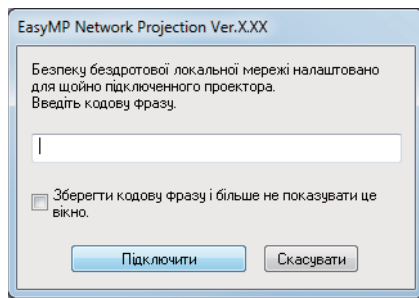 EasyMP Network Projection Ver.X.XX
Безпеку бездротової локальної мережі налаштовано
для щойно підключенного проектора.
Введіть кодову фразу.
Зберегти кодову фразу і більше не показувати це
вікно.
Підключити
Скасувати